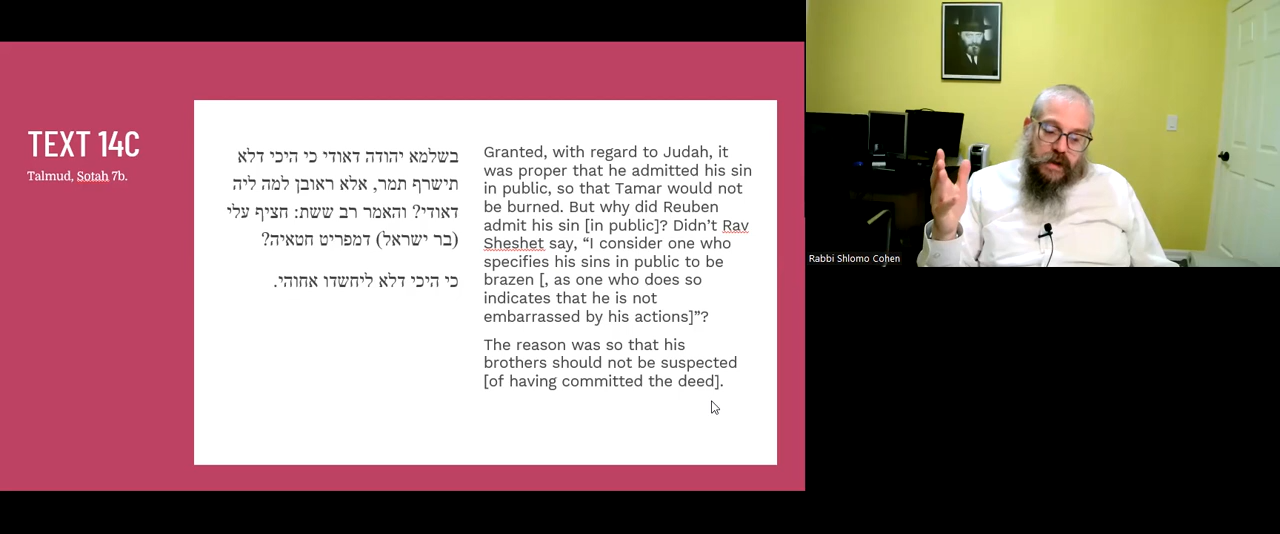 TEXT 14C
Talmud, Sotah 7b.
בשלמא יהודה דאודי כי היכי דלא
תישרף תמר, אלא ראובן למה ליה
דאודי? והאמר רב ששת: חציף עלי
(בר ישראל) דמפריט חטאיה?
כי היכי דלא ליחשדו אחוהי.
Granted, with regard to Judah, it
was proper that he admitted his sin
in public, so that Tamar would not
be burned. But why did Reuben
admit his sin [in public]? Didn’t Rav
Sheshet say, “I consider one who
specifies his sins in public to be
brazen [, as one who does so
indicates that he is not
embarrassed by his actions]”?
The reason was so that his
brothers should not be suspected
[of having committed the deed].
Rabbi Shlomo Cohen